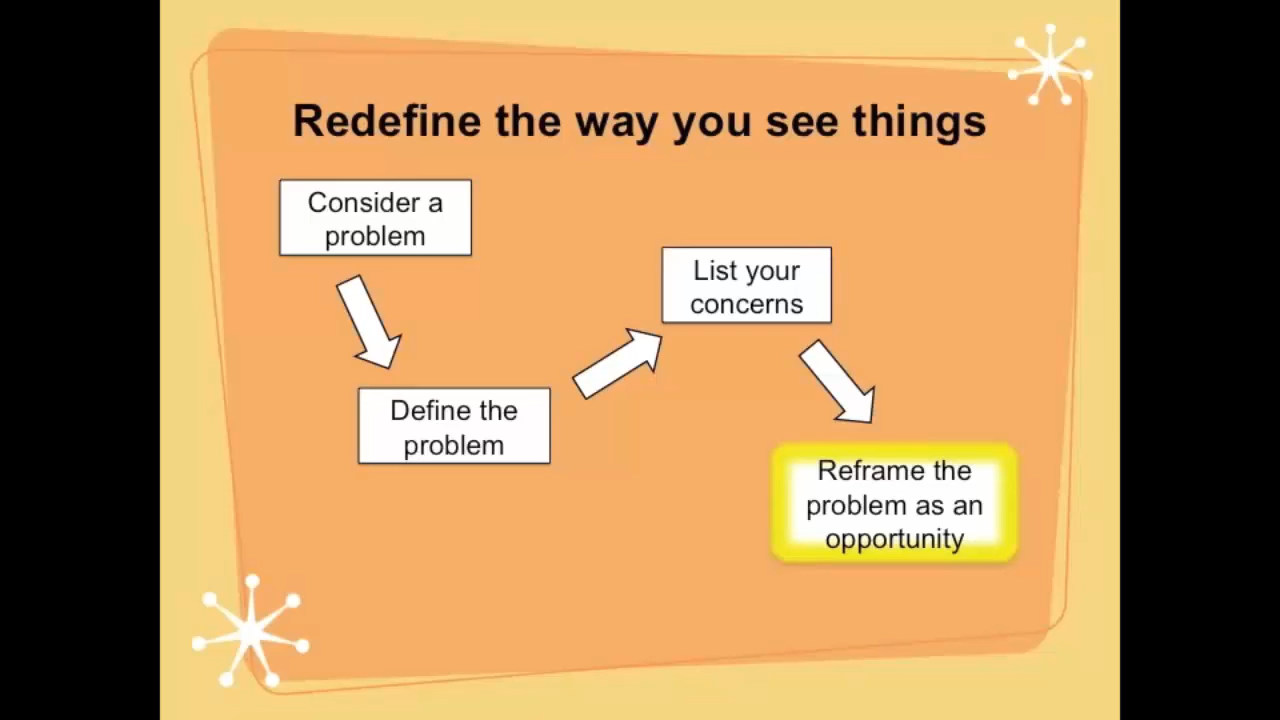 Redefine the way you see things
Consider a
problem
Define the
problem
List your
concerns
Reframe the
problem as an
opportunity